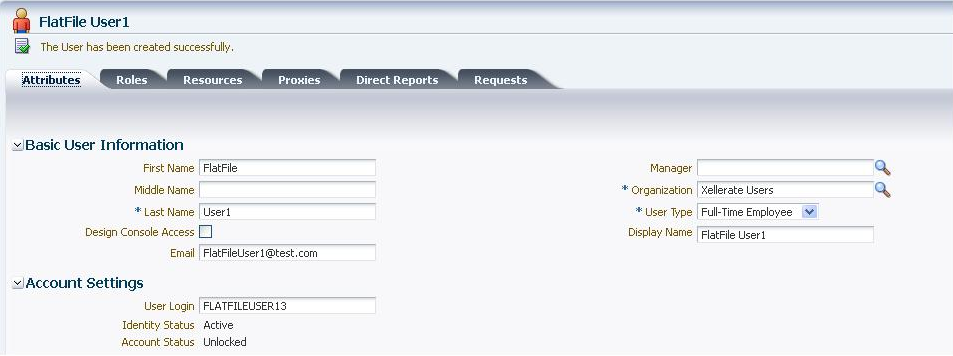 FlatFile User1
The User has been created successfully.
Attributes Roles Resources Proxies Direct Reports Requests
Basic User Information
First Name FlatFile
Middle Name
* Last Name User1
Design Console Access
Email FlatFileUser1@test.com
Manager
* Organization Xellerate Users
* User Type Full-Time Employee
Display Name FlatFile User1
Account Settings
User Login FLATFILEUSER13
Identity Status Active
Account Status Unlocked